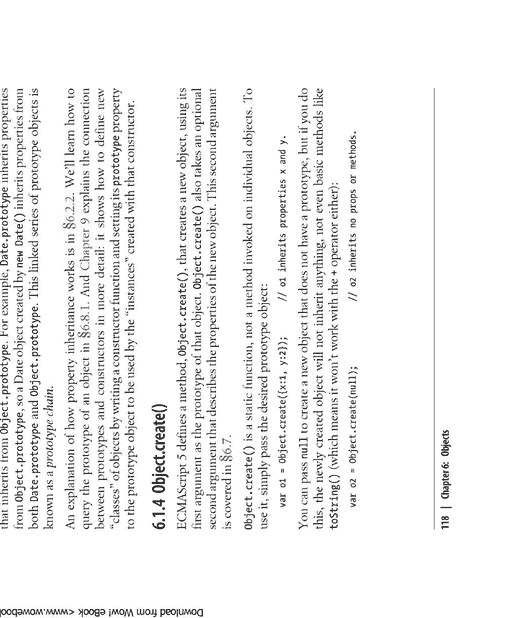 that inherits from Object.prototype. For example, Date.prototype inherits properties
from Object.prototype, so a Date object created by new Date() inherits properties from
both Date.prototype and Object.prototype. This linked series of prototype objects is
known as a prototype chain.
An explanation of how property inheritance works is in §6.2.2. We'll learn how to
query the prototype of an object in §6.8.1. And Chapter 9 explains the connection
between prototypes and constructors in more detail: it shows how to define new
“classes” of objects by writing a constructor function and setting its prototype property
to the prototype object to be used by the “instances” created with that constructor.
6.1.4 Object.create()
ECMAScript 5 defines a method, Object.create(), that creates a new object, using its
first argument as the prototype of that object. Object.create() also takes an optional
second argument that describes the properties of the new object. This second argument
is covered in §6.7.
Object.create() is a static function, not a method invoked on individual objects. To
use it, simply pass the desired prototype object:
var o1 = Object.create({x:1, y:2}); // o1 inherits properties x and y.
You can pass null to create a new object that does not have a prototype, but if you do
this, the newly created object will not inherit anything, not even basic methods like
toString() (which means it won't work with the + operator either):
var o2 = Object.create(null); // o2 inherits no props or methods.
118 | Chapter 6: Objects
Download from Wow! eBook <www.wowebook